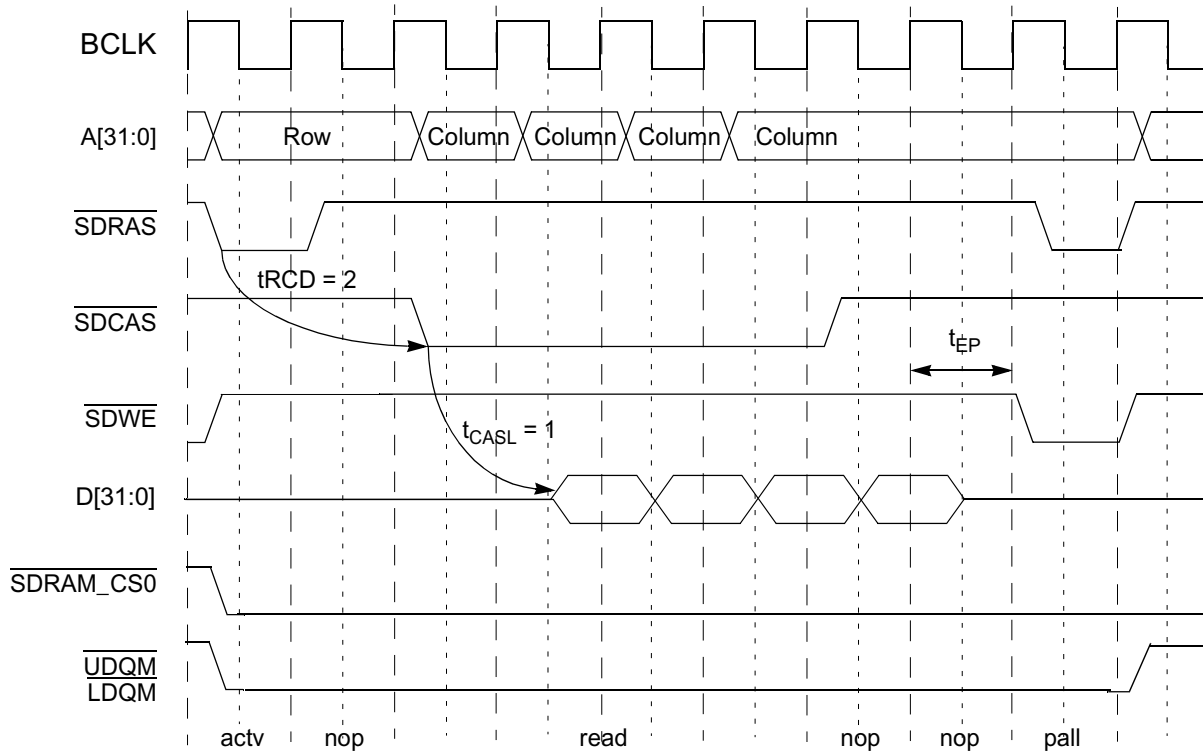 BCLK
A[31:0]
Row Column Column Column Column
SDRAS
tRCD = 2
SDCAS
tEP
SDWE
tCASL = 1
D[31:0]
SDRAM_CS0
UDQM
LDQM
actv nop read nop nop pall